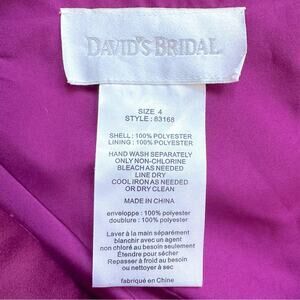 DAVID'S BRIDAL
SIZE 4
STYLE : 83168
SHELL : 100% POLYESTER
LINING : 100% POLYESTER
HAND WASH SEPARATELY
ONLY NON-CHLORINE
BLEACH AS NEEDED
LINE DRY
COOL IRON AS NEEDED
OR DRY CLEAN
MADE IN CHINA
enveloppe : 100% polyester
doublure : 100% polyester
Laver à la main séparément
blanchir avec un agent
non chloré au besoin seulement
Étendre pour sécher
Repasser à froid au besoin
ou nettoyer à sec
fabriqué en Chine